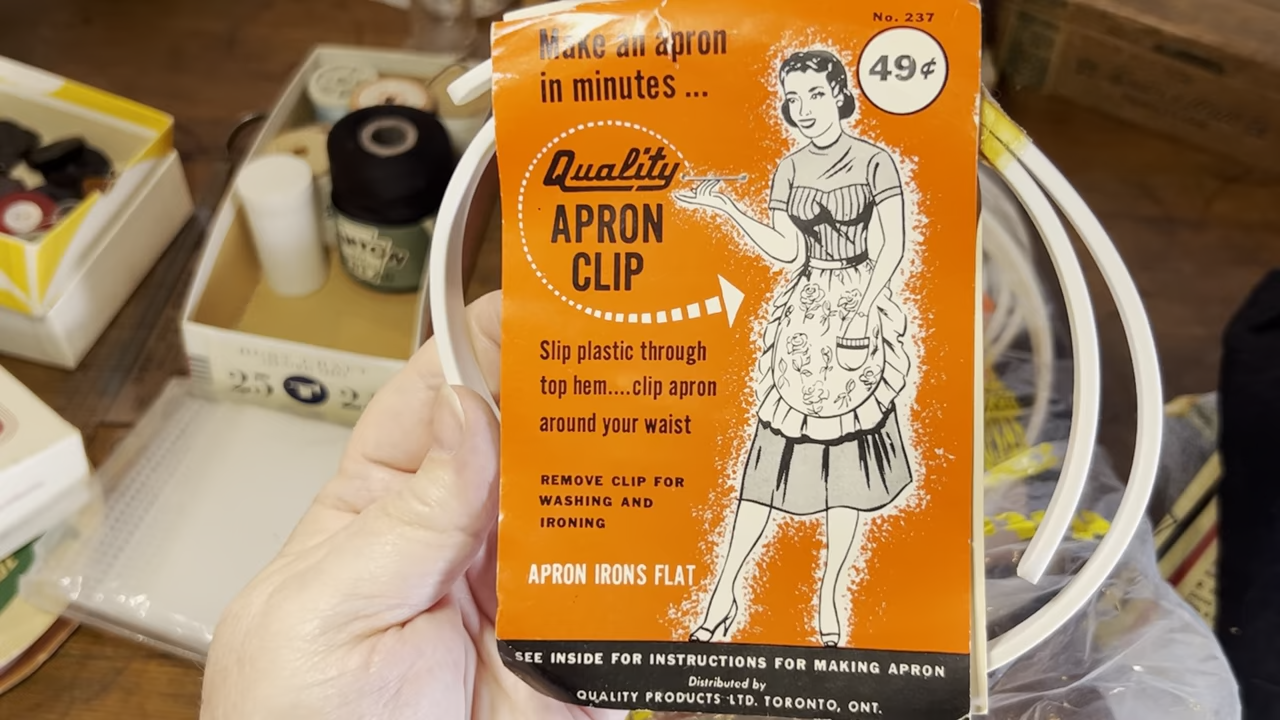 No. 237
49¢
Make an apron
in minutes ...
Quality
APRON
CLIP
Slip plastic through
top hem....clip apron
around your waist
REMOVE CLIP FOR
WASHING AND
IRONING
APRON IRONS FLAT
SEE INSIDE FOR INSTRUCTIONS FOR MAKING APRON
Distributed by
QUALITY PRODUCTS LTD. TORONTO, ONT.
25